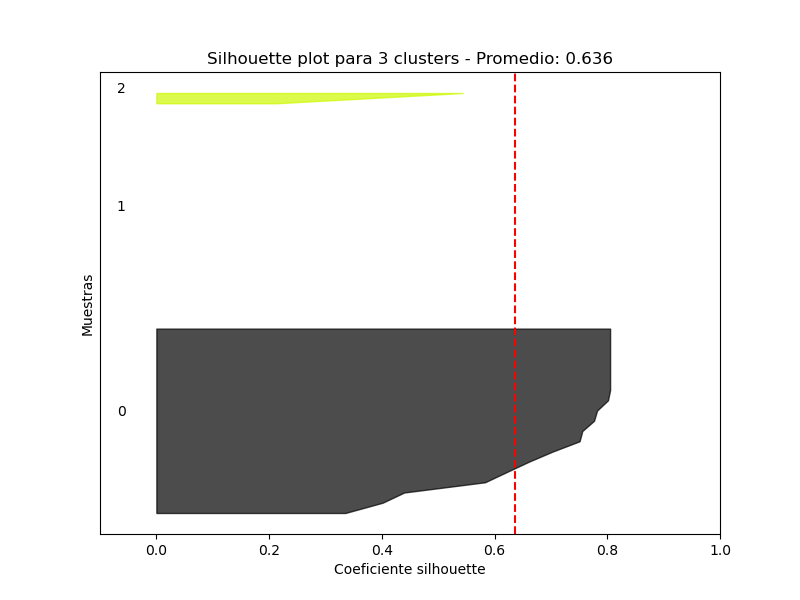 Silhouette plot para 3 clusters - Promedio: 0.636
2
1
0
Muestras
0.0 0.2 0.4 0.6 0.8 1.0
Coeficiente silhouette